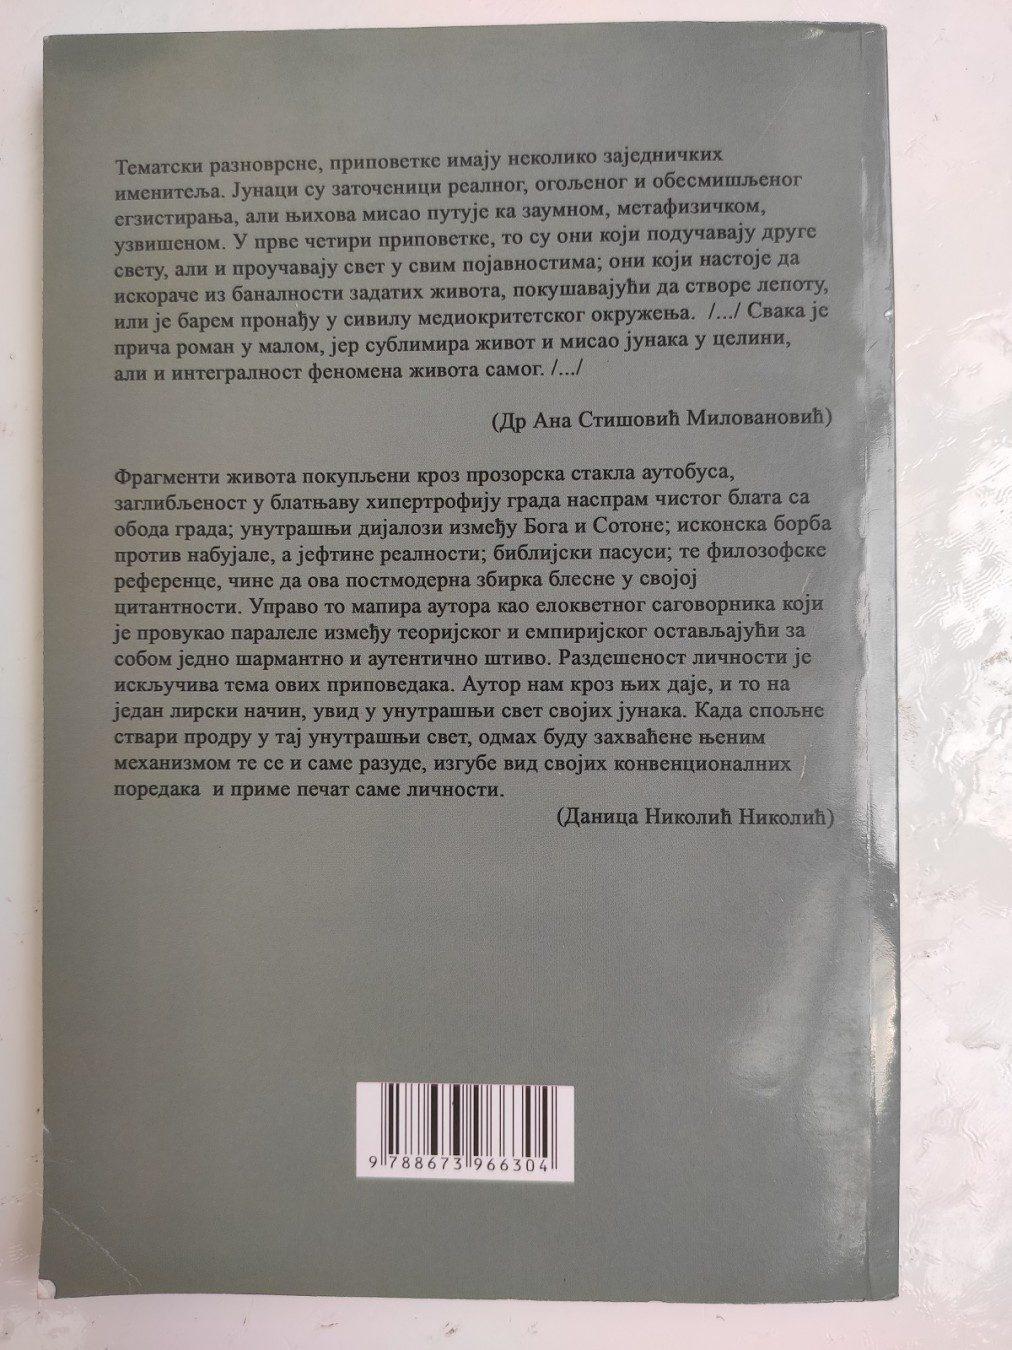 Тематски разноврсне, приповетке имају неколико заједничких
именитеља. Јунаци су заточеници реалног, огољеног и обесмишљеног
егзистирања, али њихова мисао путује ка заумном, метафизичком,
узвишеном. У прве четири приповетке, то су они који подучавају друге
свету, али и проучавају свет у свим појавностима; они који настоје да
искораче из баналности задатих живота, покушавајући да створе лепоту,
или је барем пронађу у сивилу медиокритетског окружења. /.../ Свака је
прича роман у малом, јер сублимира живот и мисао јунака у целини,
али и интегралност феномена живота самог. /.../
(Др Ана Стишовић Миловановић)
Фрагменти живота покупљени кроз прозорска стакла аутобуса,
заглибљеност у блатњаву хипертрофију града наспрам чистог блата са
обода града; унутрашњи дијалози између Бога и Сотоне; исконска борба
против набујале, а јефтине реалности; библијски пасуси; те филозофске
референце, чине да ова постмодерна збирка блесне у својој
цитантности. Управо то мапира аутора као елокветног саговорника који
је провукао паралеле између теоријског и емпиријског остављајући за
собом једно шармантно и аутентично штиво. Раздешеност личности је
искључива тема ових приповедака. Аутор нам кроз њих даје, и то на
један лирски начин, увид у унутрашњи свет својих јунака. Када спољне
ствари продру у тај унутрашњи свет, одмах буду захваћене њеним
механизмом те се и саме разуде, изгубе вид својих конвенционалних
поредака и приме печат саме личности.
(Даница Николић Николић)
9 788673 966304